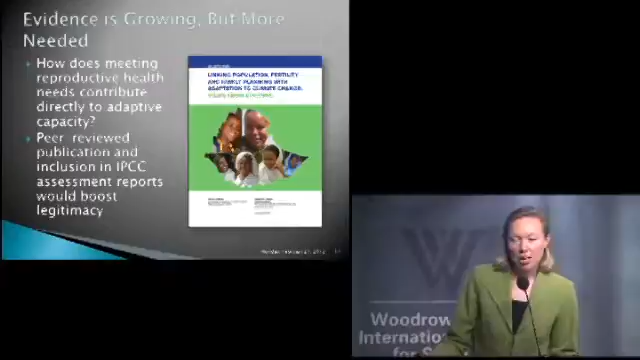 Evidence is Growing, But More
Needed
How does meeting
reproductive health
needs contribute
directly to adaptive
capacity?
Peer-reviewed
publication and
inclusion in IPCC
assessment reports
would boost
legitimacy
LINKING POPULATION, FERTILITY
AND FAMILY PLANNING WITH
ADAPTATION TO CLIMATE CHANGE:
W
Woodrow
International
for S